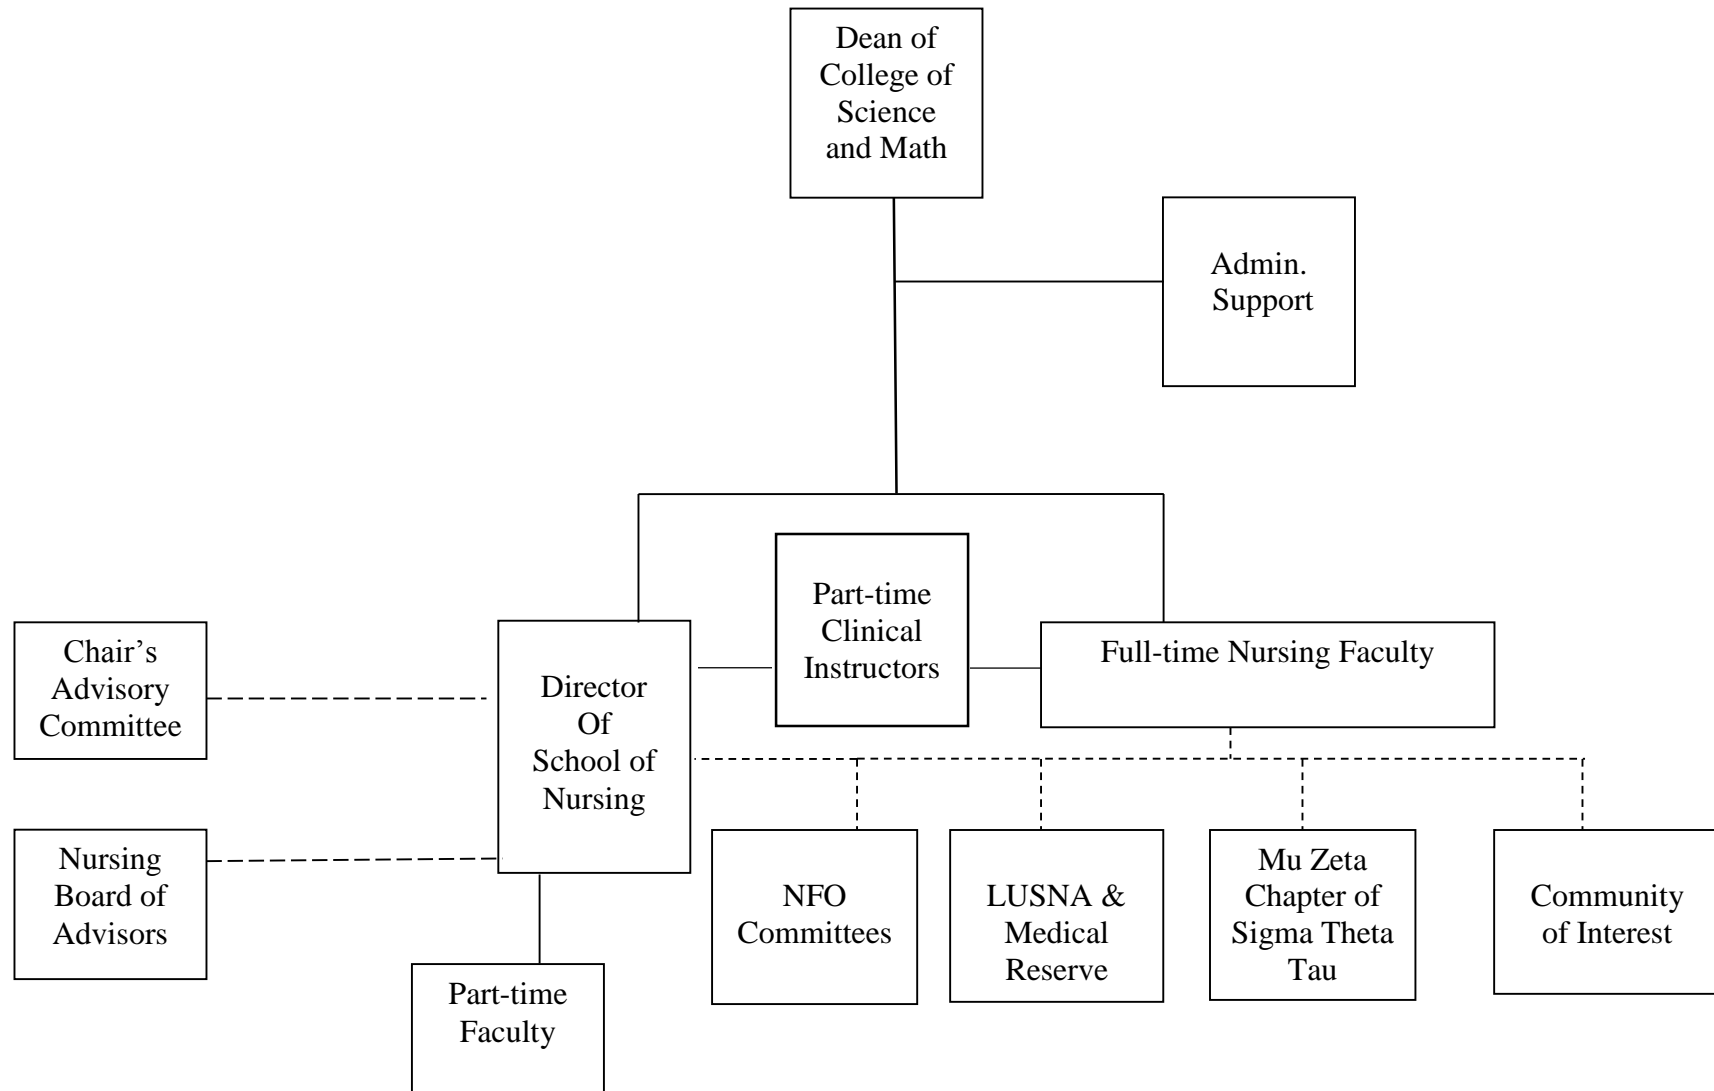 Dean of
College of
Science
and Math
Admin.
Support
Part-time
Clinical
Instructors
Full-time Nursing Faculty
Chair’s
Advisory
Committee
Director
Of
School of
Nursing
Nursing
Board of
Advisors
NFO
Committees
LUSNA &
Medical
Reserve
Mu Zeta
Chapter of
Sigma Theta
Tau
Community
of Interest
Part-time
Faculty